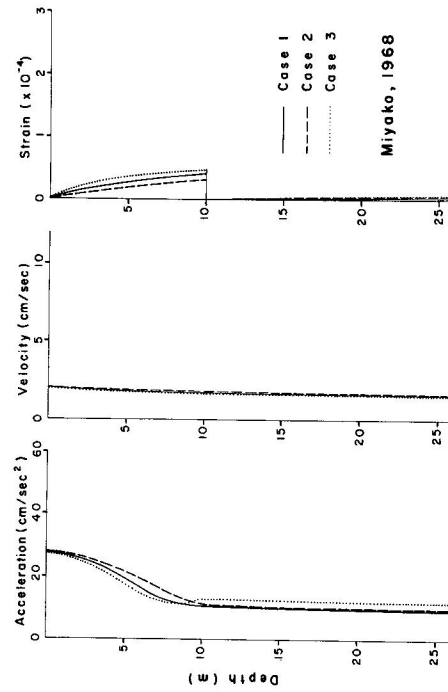 Strain (x 10-4)
0 1 2 3
Case 1
Case 2
Case 3
Miyako, 1968
5
10
15
20
25
Velocity (cm/sec)
0 5 10
5
10
15
20
25
Acceleration (cm/sec2)
0 20 40 60
5
10
15
20
25
Depth (m)